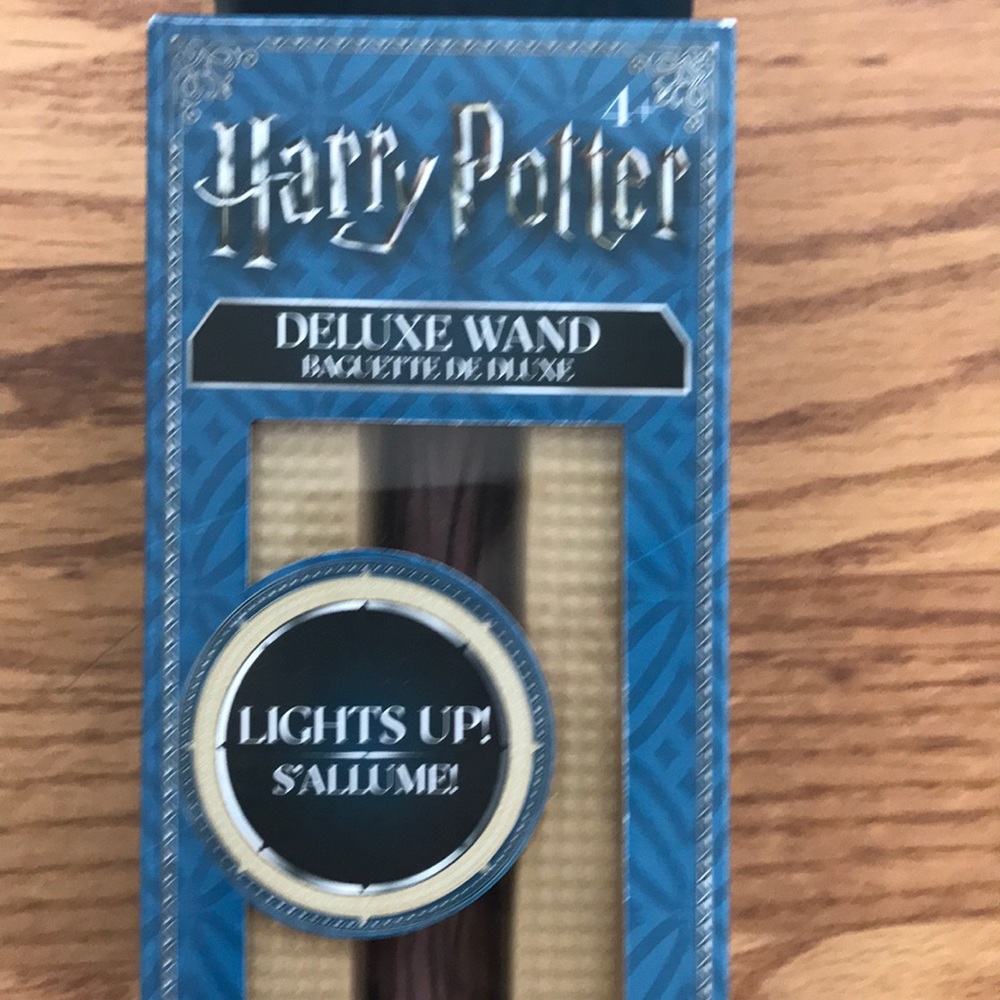 4+
Harry Potter
DELUXE WAND
BAGUETTE DE DLUXE
LIGHTS UP!
S'ALLUME!